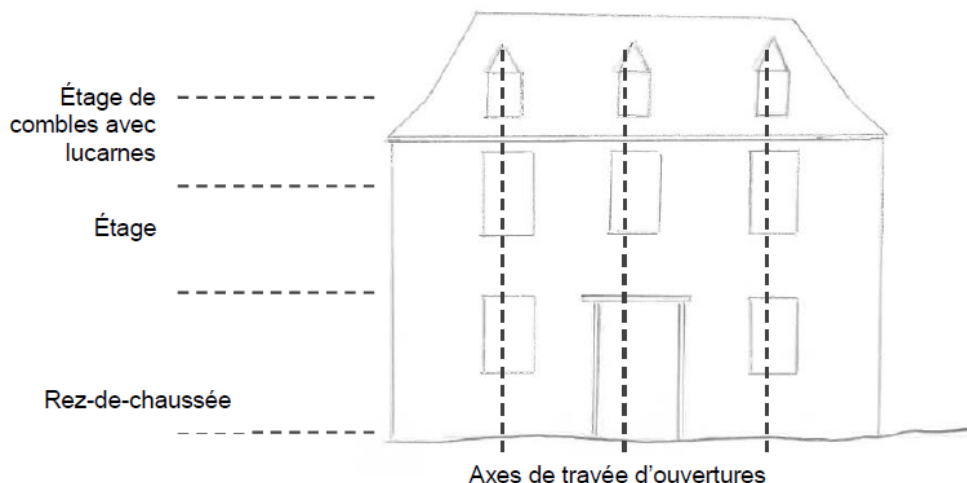 Étage de
combles avec
lucarnes
Étage
Rez-de-chaussée
Axes de travée d’ouvertures